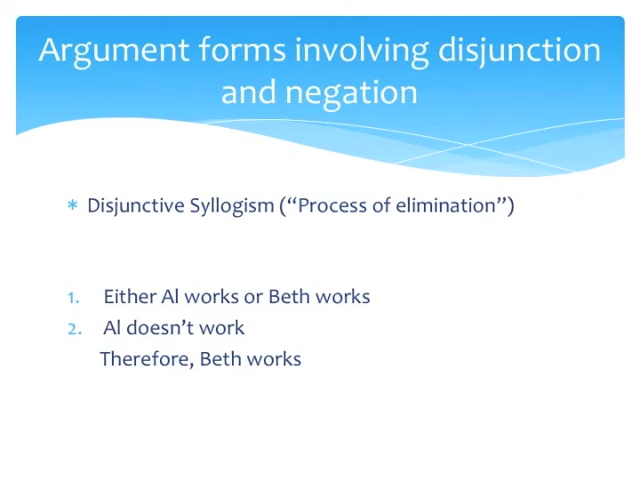 Argument forms involving disjunction
and negation
* Disjunctive Syllogism (“Process of elimination”)
1. Either Al works or Beth works
2. Al doesn’t work
Therefore, Beth works